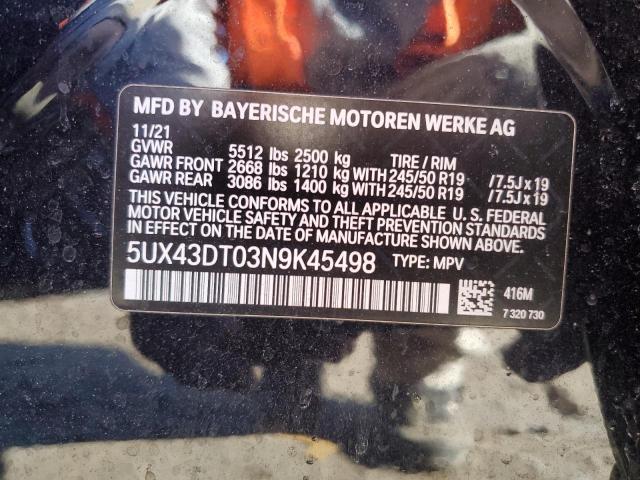 MFD BY BAYERISCHE MOTOREN WERKE AG
11/21
GVWR 5512 lbs 2500 kg TIRE / RIM
GAWR FRONT 2668 lbs 1210 kg WITH 245/50 R19 /7.5J x 19
GAWR REAR 3086 lbs 1400 kg WITH 245/50 R19 /7.5J x 19
THIS VEHICLE CONFORMS TO ALL APPLICABLE U. S. FEDERAL
MOTOR VEHICLE SAFETY AND THEFT PREVENTION STANDARDS IN
EFFECT ON THE DATE OF MANUFACTURE SHOWN ABOVE.
5UX43DT03N9K45498 TYPE: MPV
416M
7 320 730